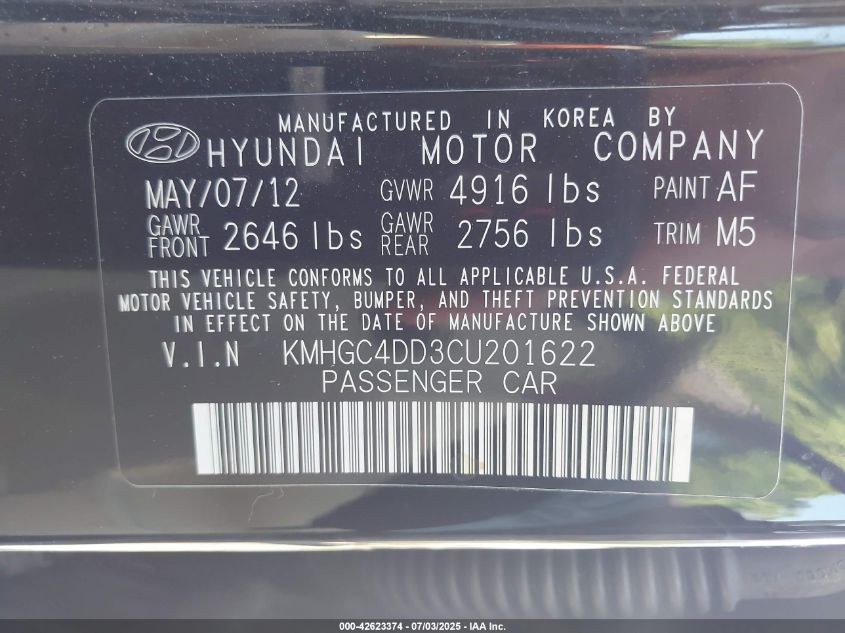 MANUFACTURED IN KOREA BY
HYUNDAI MOTOR COMPANY
MAY/07/12 GVWR 4916 lbs PAINT AF
GAWR FRONT 2646 lbs GAWR REAR 2756 lbs TRIM M5
THIS VEHICLE CONFORMS TO ALL APPLICABLE U.S.A. FEDERAL
MOTOR VEHICLE SAFETY, BUMPER, AND THEFT PREVENTION STANDARDS
IN EFFECT ON THE DATE OF MANUFACTURE SHOWN ABOVE
V.I.N KMHGC4DD3CU201622
PASSENGER CAR
000-42623374 - 07/03/2025 - IAA Inc.